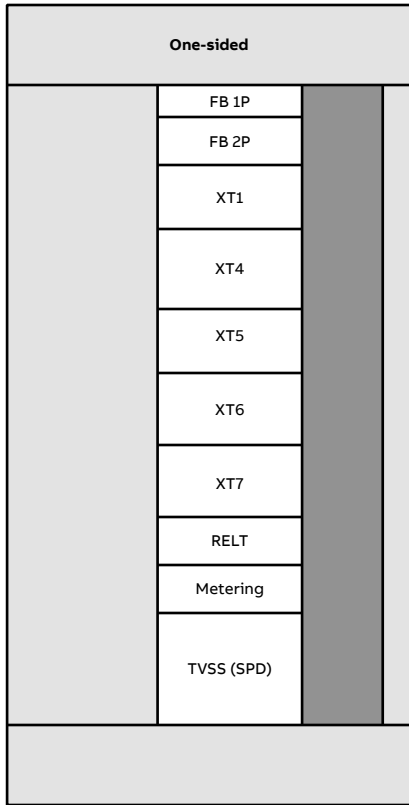 One-sided
FB 1P
FB 2P
XT1
XT4
XT5
XT6
XT7
RELT
Metering
TVSS (SPD)